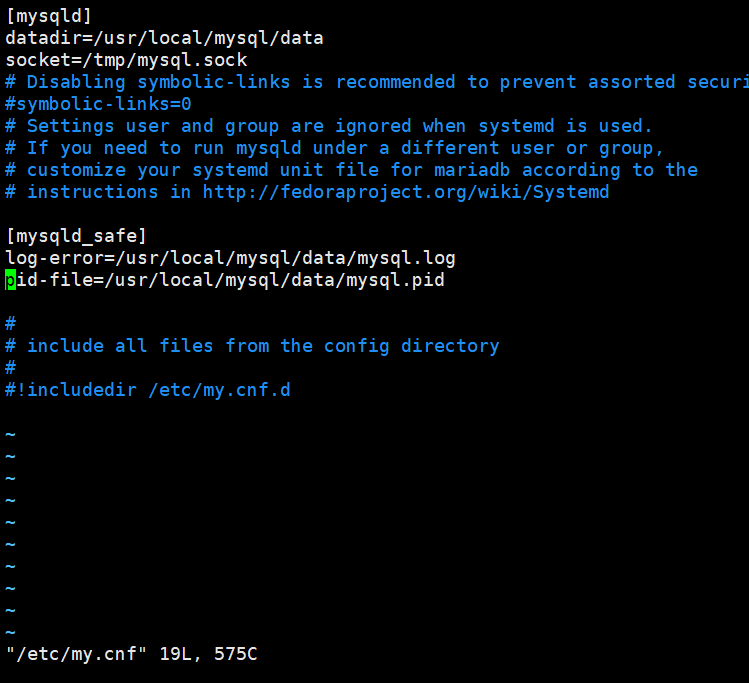 [mysqld]
datadir=/usr/local/mysql/data
socket=/tmp/mysql.sock
# Disabling symbolic-links is recommended to prevent assorted securi
#symbolic-links=0
# Settings user and group are ignored when systemd is used.
# If you need to run mysqld under a different user or group,
# customize your systemd unit file for mariadb according to the
# instructions in http://fedoraproject.org/wiki/Systemd

[mysqld_safe]
log-error=/usr/local/mysql/data/mysql.log
pid-file=/usr/local/mysql/data/mysql.pid

#
# include all files from the config directory
#
#!includedir /etc/my.cnf.d

~
~
~
~
~
~
~
~
~
~
"/etc/my.cnf" 19L, 575C